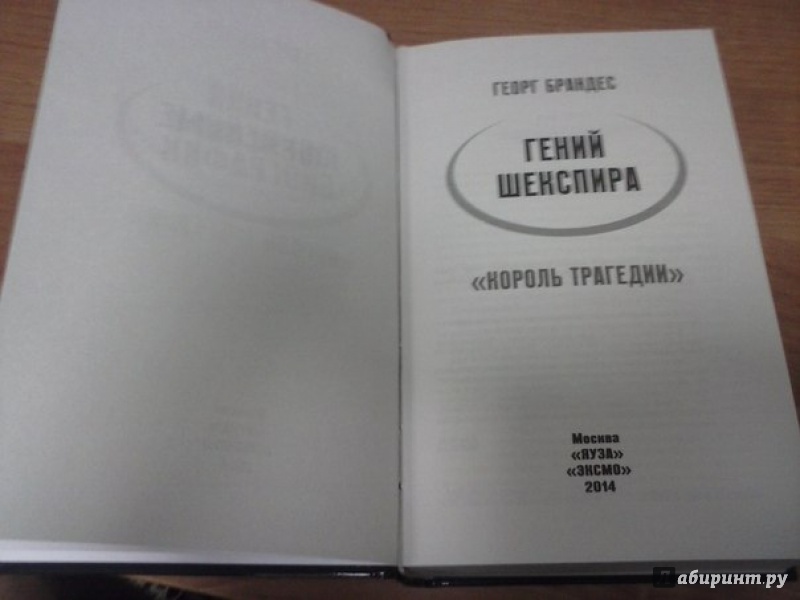 ГЕОРГ БРАНДЕС
ГЕНИЙ
ШЕКСПИРА
«КОРОЛЬ ТРАГЕДИИ»
Москва
«ЯУЗА»
«ЭКСМО»
2014
Лабиринт.ру